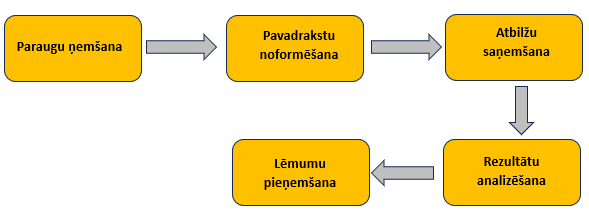 Paraugu ņemšana
Pavadrakstu
noformēšana
Atbilžu
saņemšana
Rezultātu
analizēšana
Lēmumu
pieņemšana